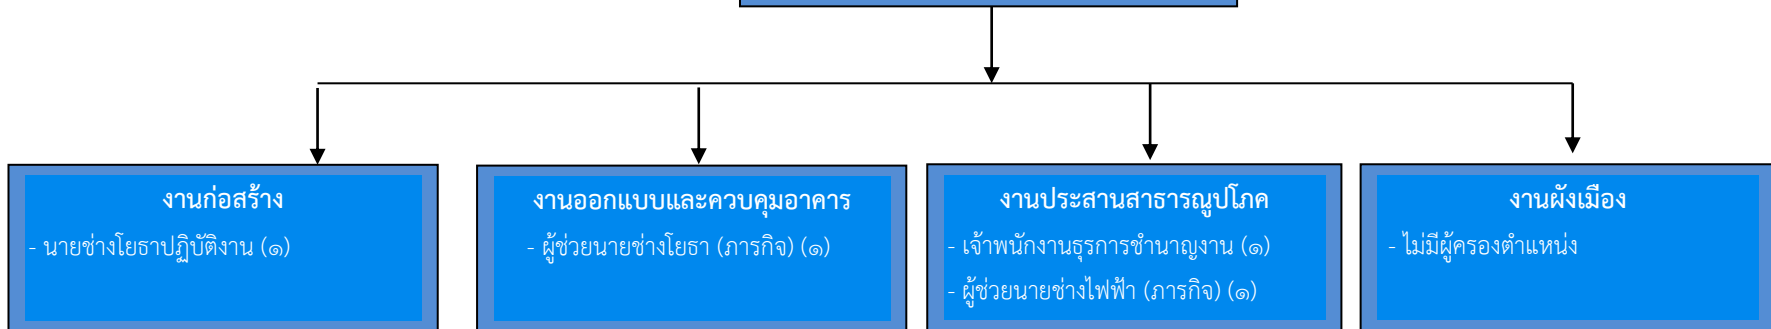 งานก่อสร้าง
- นายช่างโยธาปฏิบัติงาน (๑)
งานออกแบบและควบคุมอาคาร
- ผู้ช่วยนายช่างโยธา (ภารกิจ) (๑)
งานประสานสาธารณูปโภค
- เจ้าพนักงานธุรการชำนาญงาน (๑)
- ผู้ช่วยนายช่างไฟฟ้า (ภารกิจ) (๑)
งานผังเมือง
- ไม่มีผู้ครองตำแหน่ง